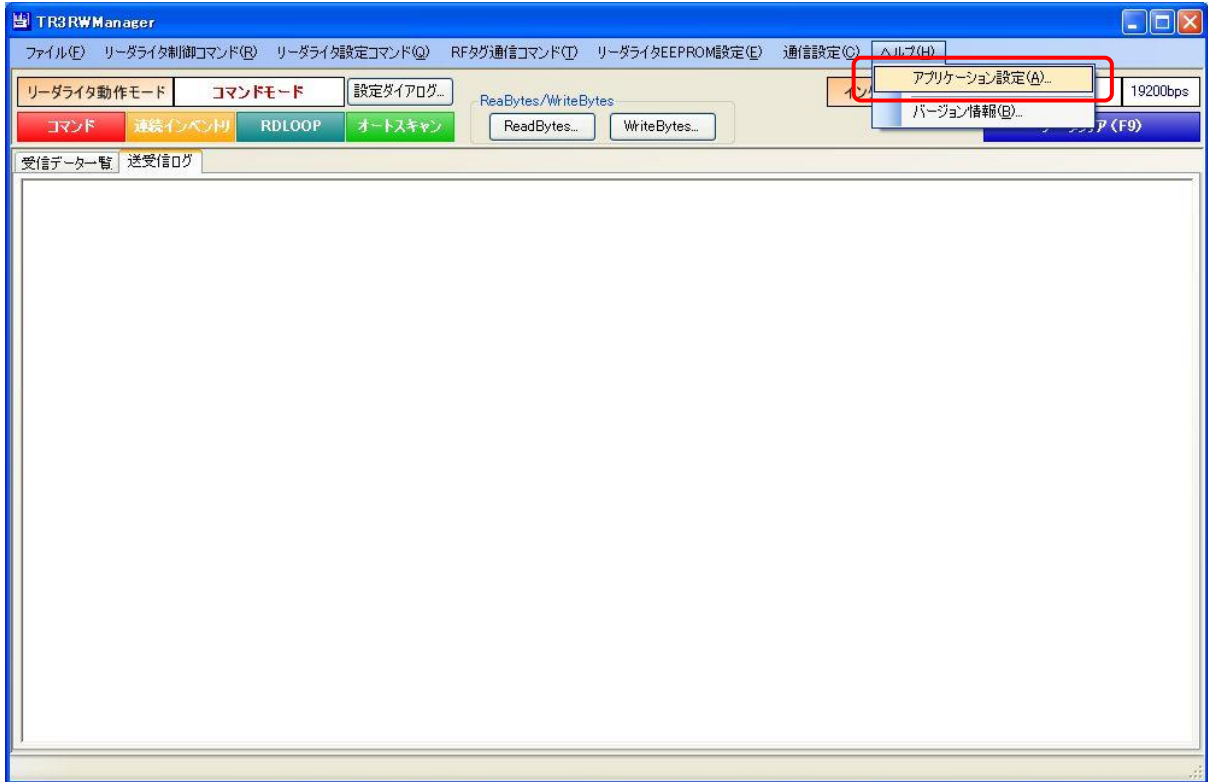 TR3RWManager
ファイル(F) リーダライタ制御コマンド(R) リーダライタ設定コマンド(Q) RFタグ通信コマンド(T) リーダライタEEPROM設定(E) 通信設定(C) ヘルプ(H)
アプリケーション設定(A)...
バージョン情報(B)...
リーダライタ動作モード コマンドモード 設定ダイアログ... ReaBytes/WriteBytes 19200bps
コマンド 連続インベントリ RDLOOP オートスキャン ReadBytes... WriteBytes... (F9)
受信データ一覧 送受信ログ